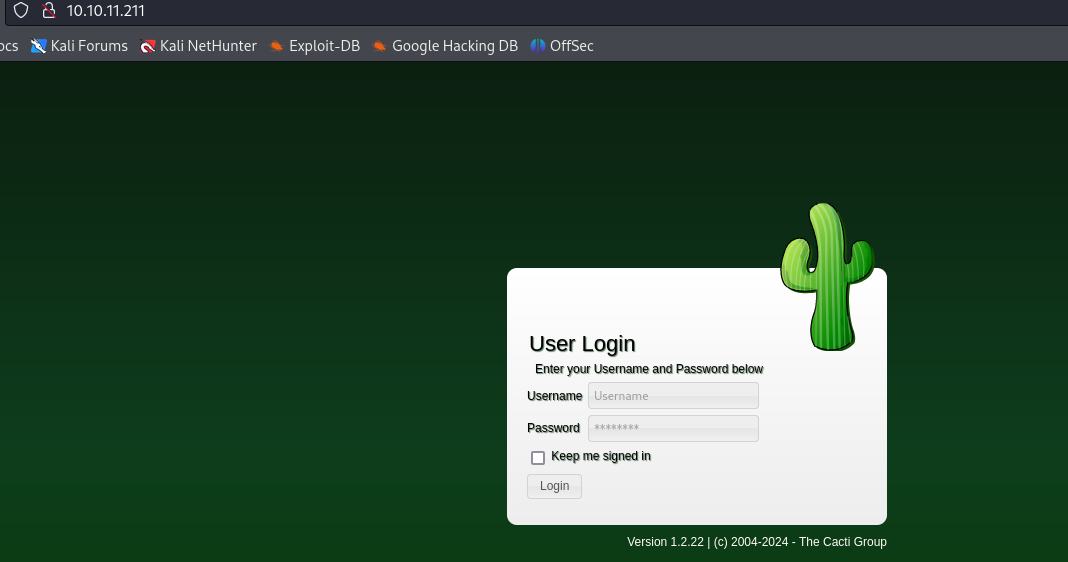 10.10.11.211
ocs Kali Forums Kali NetHunter Exploit-DB Google Hacking DB OffSec
User Login
Enter your Username and Password below
Username Username
Password ********
Keep me signed in
Login
Version 1.2.22 | (c) 2004-2024 - The Cacti Group